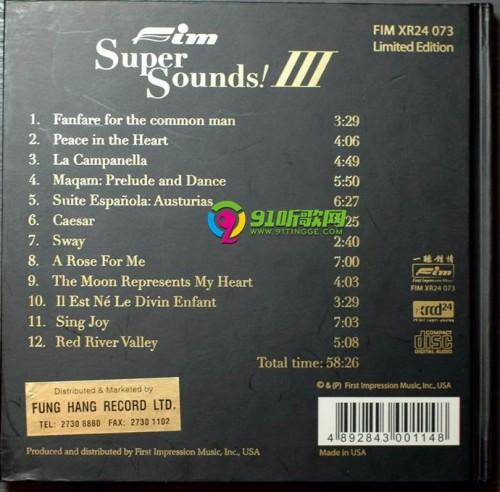 Fim
FIM XR24 073
Limited Edition
Super
Sounds! III
1. Fanfare for the common man 3:29
2. Peace in the Heart 4:06
3. La Campanella 4:49
4. Maqam: Prelude and Dance 5:50
5. Suite Española: Austurias 6:27
6. Caesar :25
91听歌网
WWW.91TINGGE.COM
7. Sway 2:40
8. A Rose For Me 7:00
9. The Moon Represents My Heart 4:03
10. Il Est Né Le Divin Enfant 3:29
11. Sing Joy 7:03
12. Red River Valley 5:08
Total time: 58:26
Fim
First Impression Music, Inc.
FIM XR24 073
xrcd24
COMPACT
disc
DIGITAL AUDIO
Distributed & Marketed by
FUNG HANG RECORD LTD.
TEL: 2730 8880 FAX: 2730 1102
© & (P) First Impression Music, Inc., USA
4 892843 001148
Produced and distributed by First Impression Music, Inc., USA
Made in USA